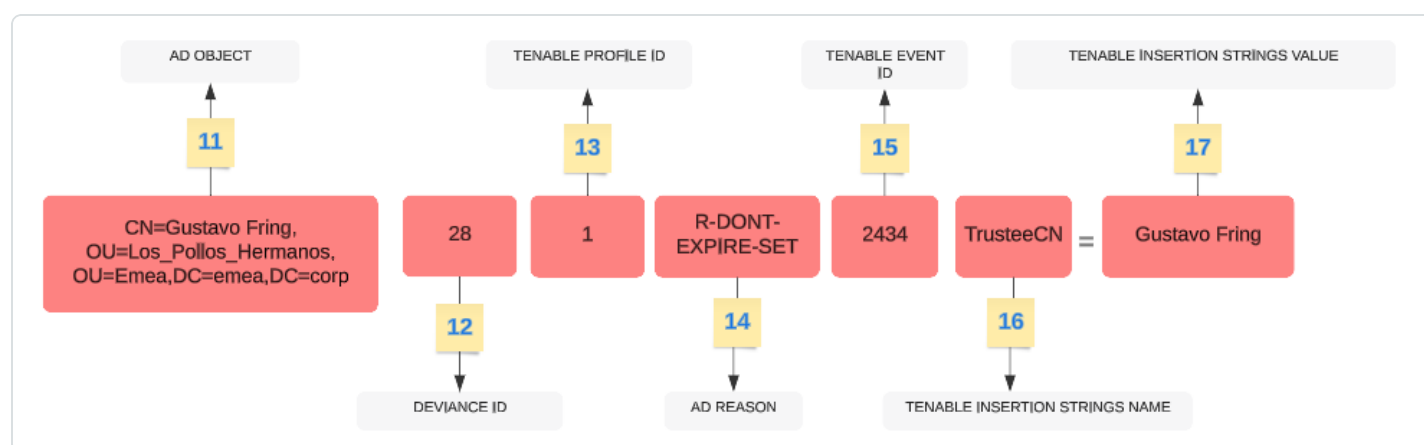 AD OBJECT
TENABLE PROFILE ID
TENABLE EVENT
ID
TENABLE INSERTION STRINGS VALUE
11
13
15
17
CN=Gustavo Fring,
OU=Los_Pollos_Hermanos,
OU=Emea,DC=emea,DC=corp
28
1
R-DONT-
EXPIRE-SET
2434
TrusteeCN
=
Gustavo Fring
12
14
16
DEVIANCE ID
AD REASON
TENABLE INSERTION STRINGS NAME